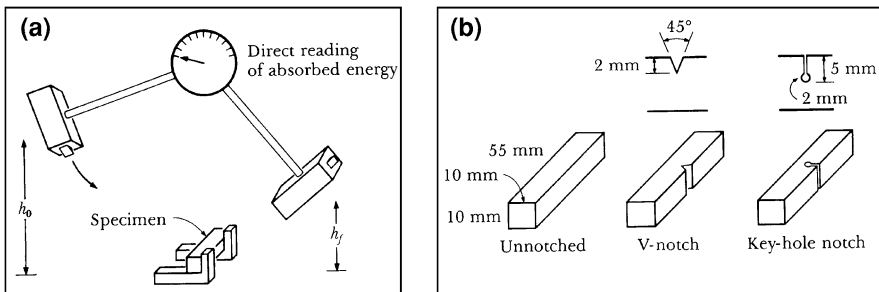 (a)
Direct reading
of absorbed energy
h₀
Specimen
h_f
(b)
45°
2 mm
5 mm
2 mm
55 mm
10 mm
10 mm
Unnotched
V-notch
Key-hole notch